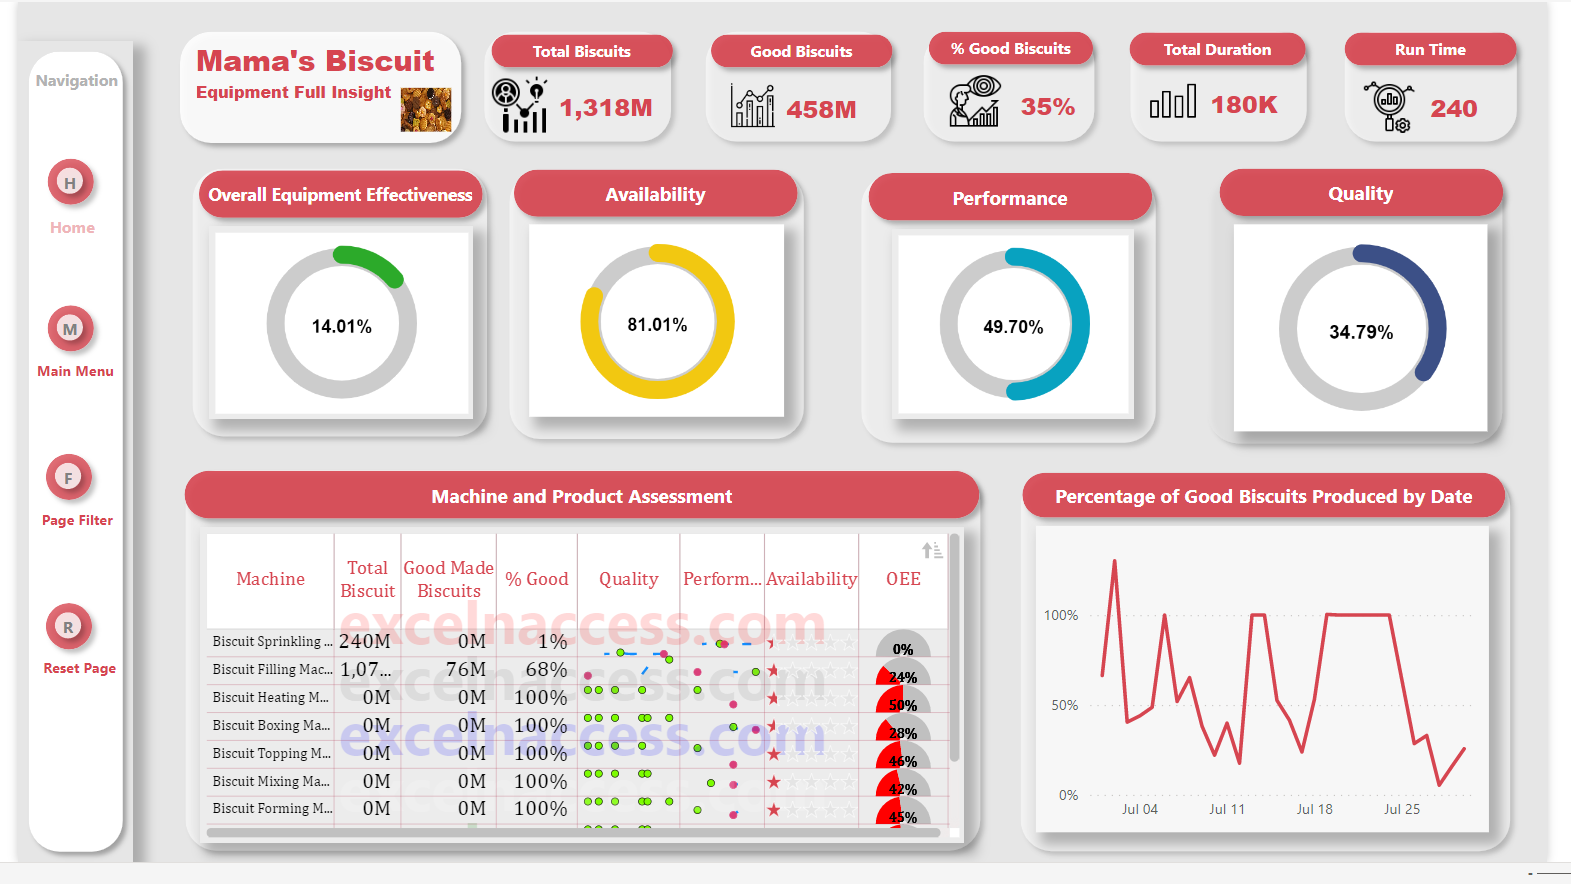 Navigation
H
Home
M
Main Menu
F
Page Filter
R
Reset Page
Mama's Biscuit
Equipment Full Insight
Total Biscuits
1,318M
Good Biscuits
458M
% Good Biscuits
35%
Total Duration
180K
Run Time
240
Overall Equipment Effectiveness
14.01%
Availability
81.01%
Performance
49.70%
Quality
34.79%
Machine and Product Assessment
Machine Total Biscuit Good Made Biscuits % Good Quality Perform... Availability OEE
excelnaccess.com
Biscuit Sprinkling ... 240M 0M 1% 0%
Biscuit Filling Mac... 1,07... 76M 68% 24%
excelnaccess.com
Biscuit Heating M... 0M 0M 100% 50%
Biscuit Boxing Ma... 0M 0M 100% 28%
excelnaccess.com
Biscuit Topping M... 0M 0M 100% 46%
Biscuit Mixing Ma... 0M 0M 100% 42%
Biscuit Forming M... 0M 0M 100% 45%
Percentage of Good Biscuits Produced by Date
100%
50%
0%
Jul 04 Jul 11 Jul 18 Jul 25